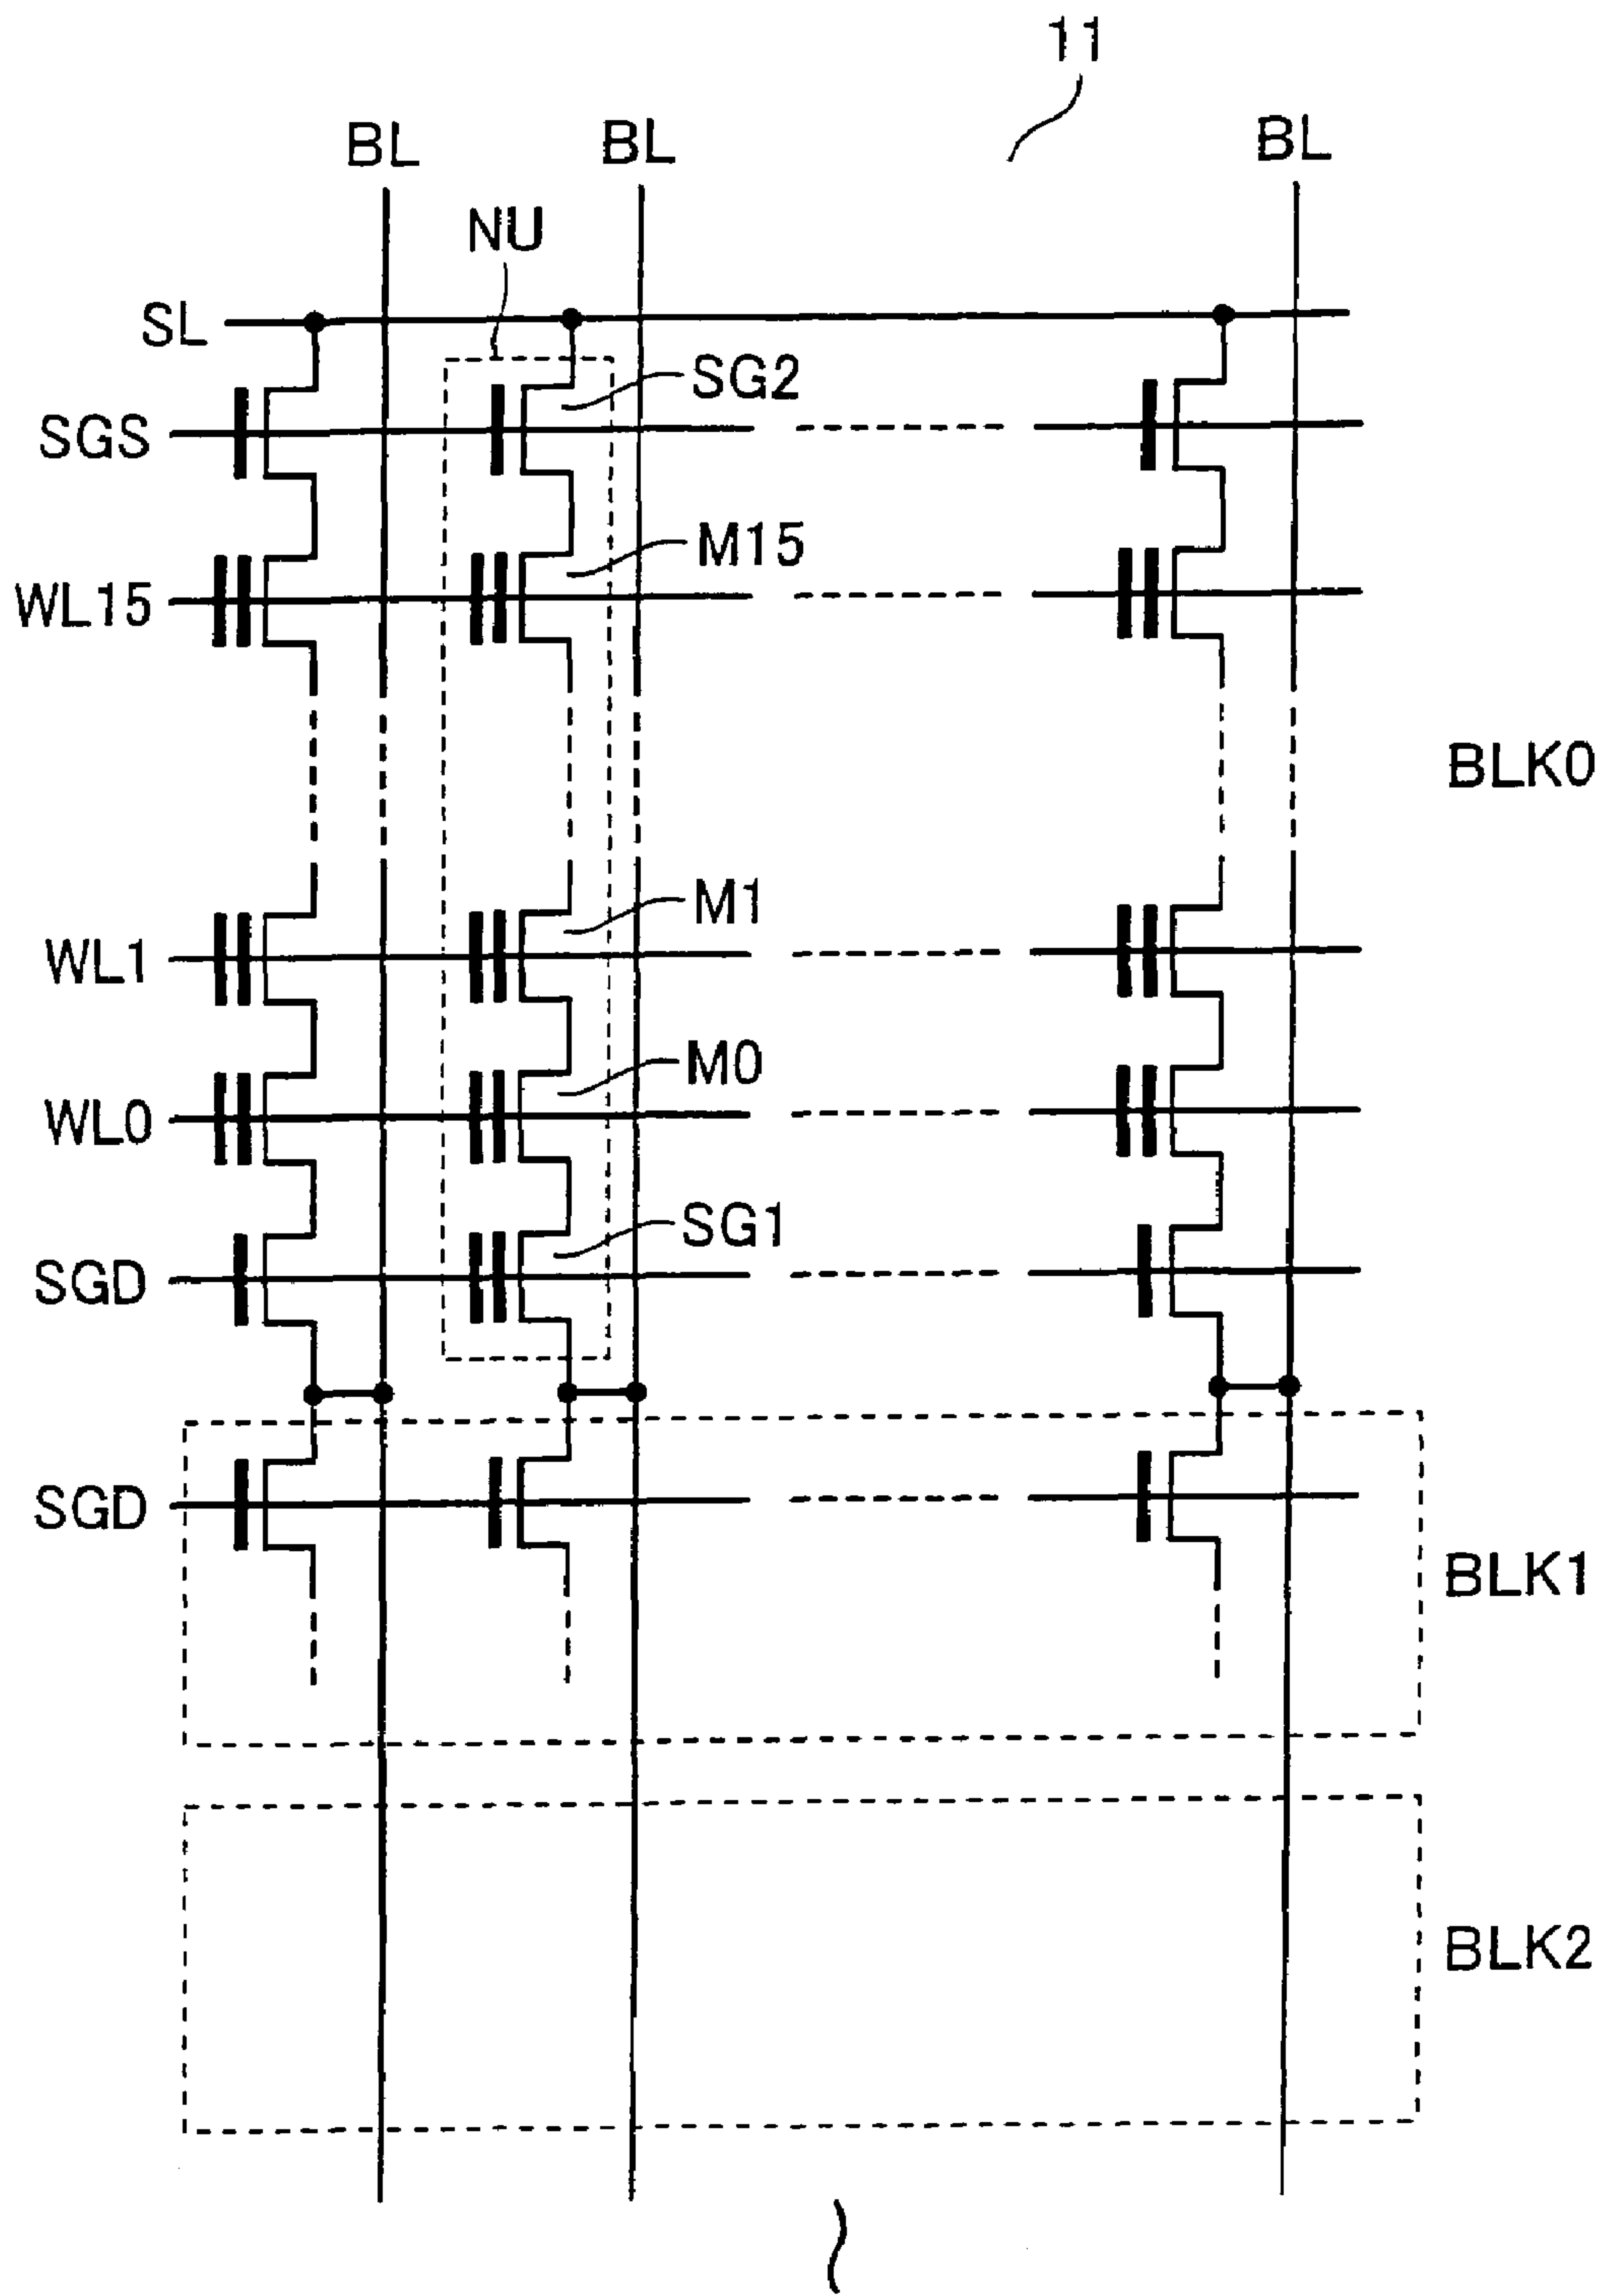 11
BL BL BL
NU
SL
SG2
SGS
M15
WL15
BLK0
M1
WL1
M0
WL0
SG1
SGD
SGD
BLK1
BLK2